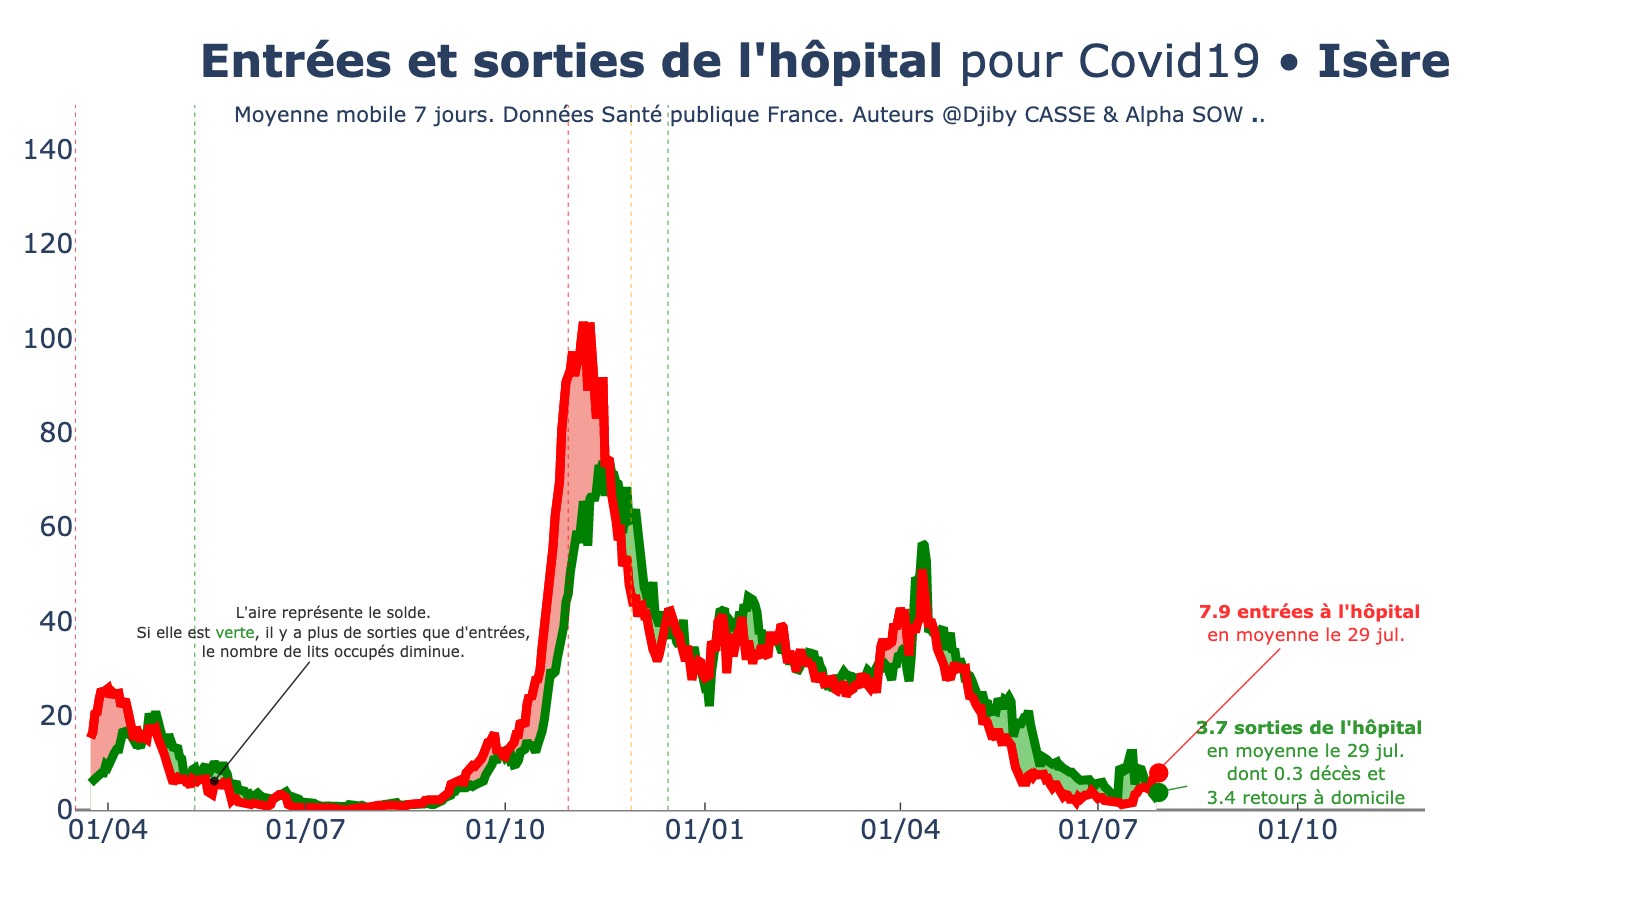 Entrées et sorties de l'hôpital pour Covid19 • Isère
Moyenne mobile 7 jours. Données Santé publique France. Auteurs @Djiby CASSE & Alpha SOW ..
140
120
100
80
60
40
20
0
L'aire représente le solde.
Si elle est verte, il y a plus de sorties que d'entrées,
le nombre de lits occupés diminue.
7.9 entrées à l'hôpital
en moyenne le 29 jul.
3.7 sorties de l'hôpital
en moyenne le 29 jul.
dont 0.3 décès et
3.4 retours à domicile
01/04
01/07
01/10
01/01
01/04
01/07
01/10